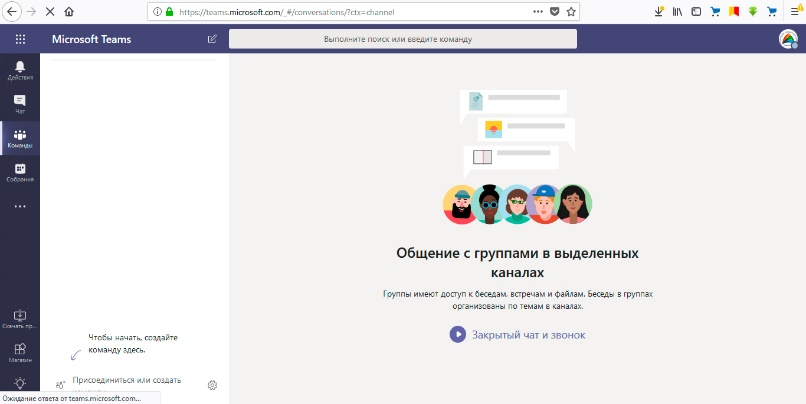 https://teams.microsoft.com/_#/conversations/?ctx=channel
Microsoft Teams
Выполните поиск или введите команду
Действия
Чат
Команды
Собрания
Скачать пр...
Магазин
Общение с группами в выделенных
каналах
Группы имеют доступ к беседам, встречам и файлам. Беседы в группах
организованы по темам в каналах.
Закрытый чат и звонок
Чтобы начать, создайте
команду здесь.
Присоединиться или создать
Ожидание ответа от teams.microsoft.com...